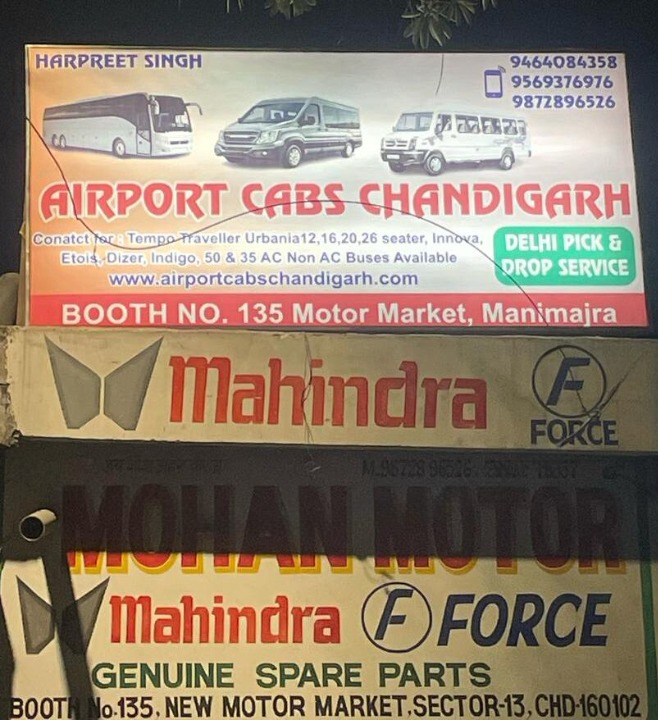 HARPREET SINGH
9464084358
9569376976
9872896526
AIRPORT CABS CHANDIGARH
Conatct for : Tempo Traveller Urbania12,16,20,26 seater, Innova,
Etois, Dizer, Indigo, 50 & 35 AC Non AC Buses Available
www.airportcabschandigarh.com
DELHI PICK &
DROP SERVICE
BOOTH NO. 135 Motor Market, Manimajra
Mahindra
F
FORCE
MOHAN MOTOR
Mahindra F FORCE
GENUINE SPARE PARTS
BOOTH No.135, NEW MOTOR MARKET, SECTOR-13, CHD-160102